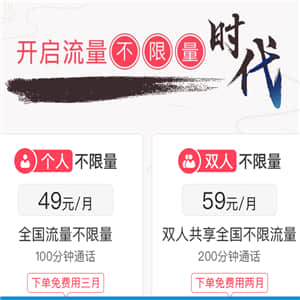 开启流量不限量时代
个人不限量
49元/月
全国流量不限量
100分钟通话
下单免费用三月
双人不限量
59元/月
双人共享全国不限流量
200分钟通话
下单免费用两月